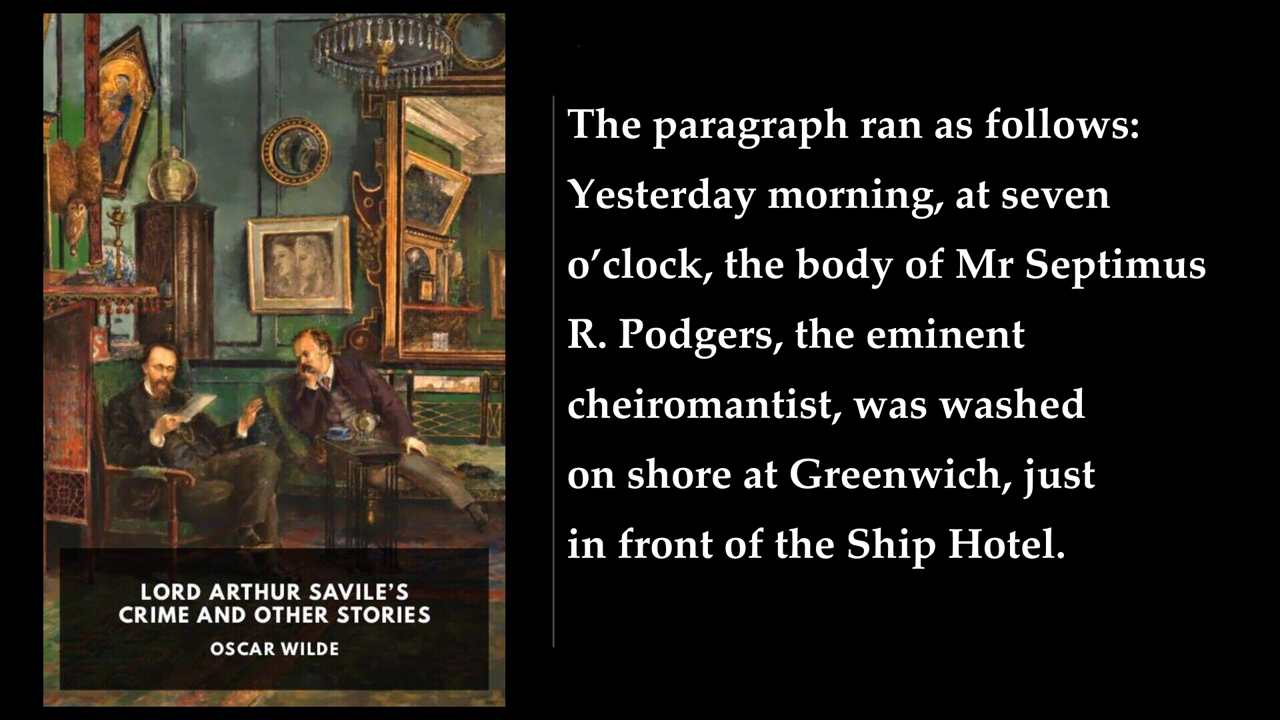 The paragraph ran as follows:
Yesterday morning, at seven
o’clock, the body of Mr Septimus
R. Podgers, the eminent
cheiromantist, was washed
on shore at Greenwich, just
in front of the Ship Hotel.
LORD ARTHUR SAVILE’S
CRIME AND OTHER STORIES
OSCAR WILDE